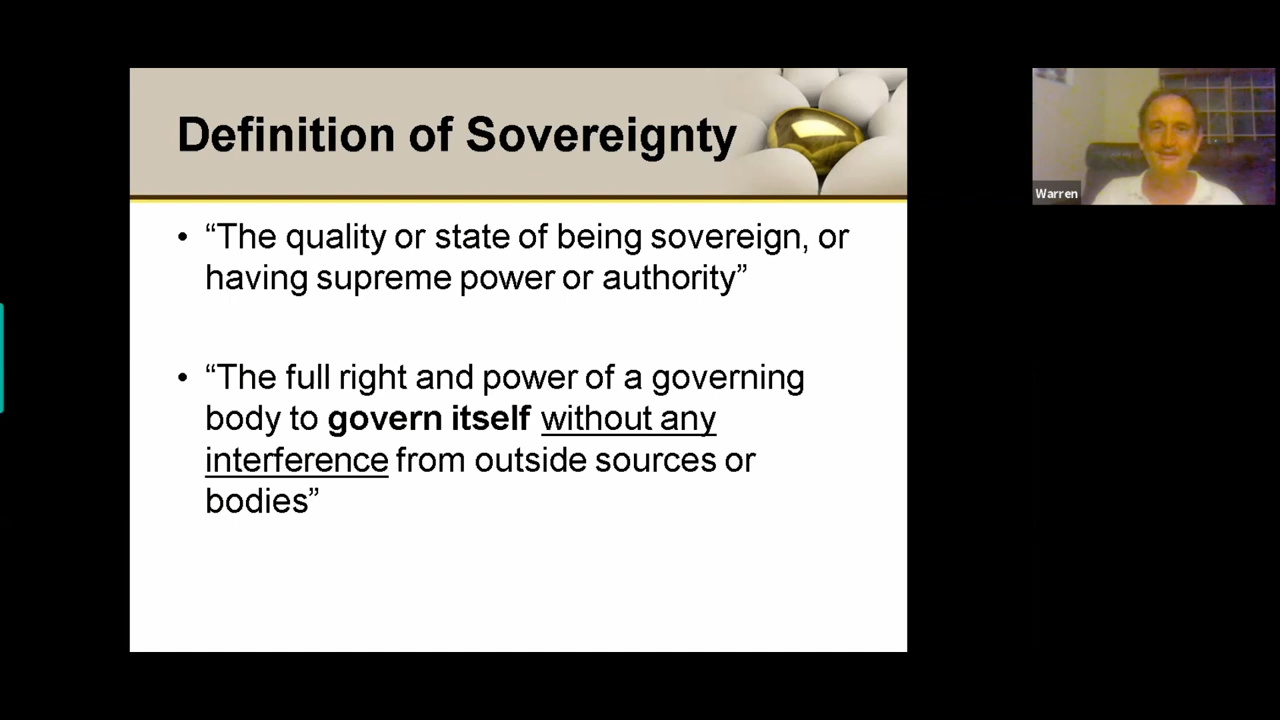 Definition of Sovereignty
• “The quality or state of being sovereign, or
having supreme power or authority”
• “The full right and power of a governing
body to govern itself without any
interference from outside sources or
bodies”
Warren